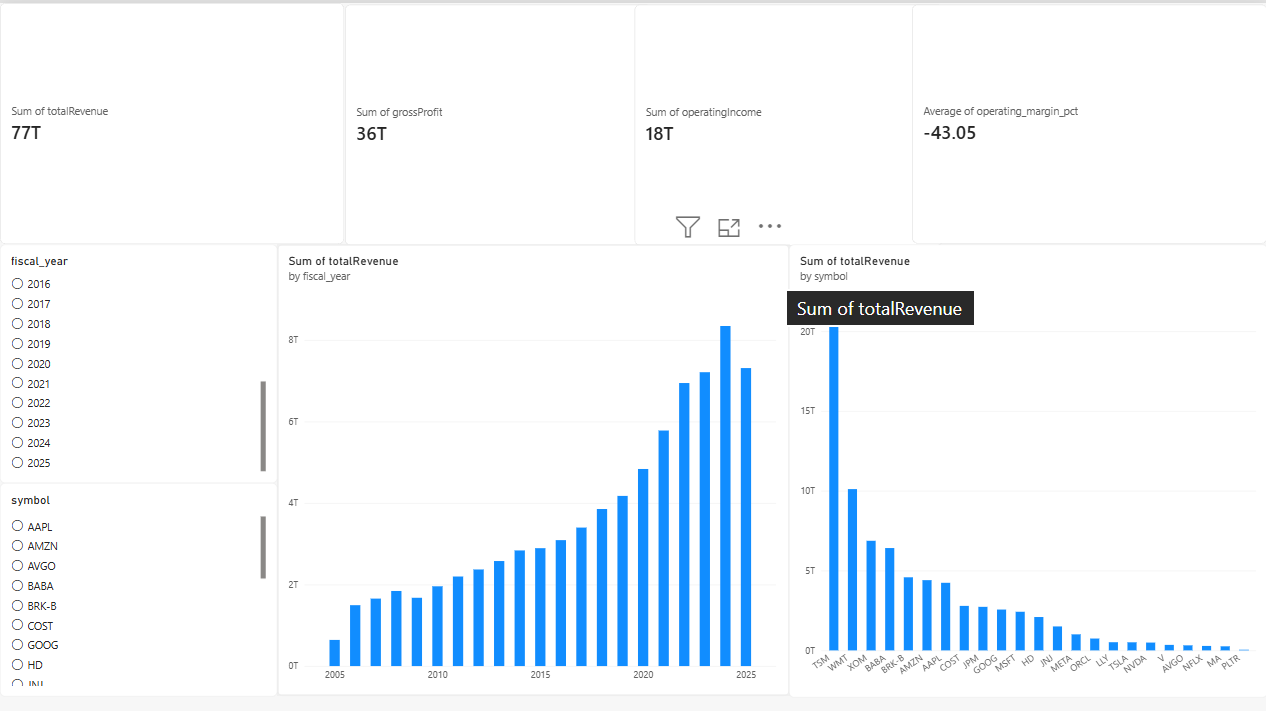 Sum of totalRevenue
77T
Sum of grossProfit
36T
Sum of operatingIncome
18T
Average of operating_margin_pct
-43.05
fiscal_year
2016
2017
2018
2019
2020
2021
2022
2023
2024
2025
symbol
AAPL
AMZN
AVGO
BABA
BRK-B
COST
GOOG
HD
Sum of totalRevenue
by fiscal_year
8T
6T
4T
2T
0T
2005
2010
2015
2020
2025
Sum of totalRevenue
by symbol
Sum of totalRevenue
20T
15T
10T
5T
0T
TSM
WMT
XOM
BABA
BRK-B
AMZN
AAPL
COST
JPM
GOOG
MSFT
HD
JNJ
META
ORCL
LLY
TSLA
NVDA
V
AVGO
NFLX
MA
PLTR